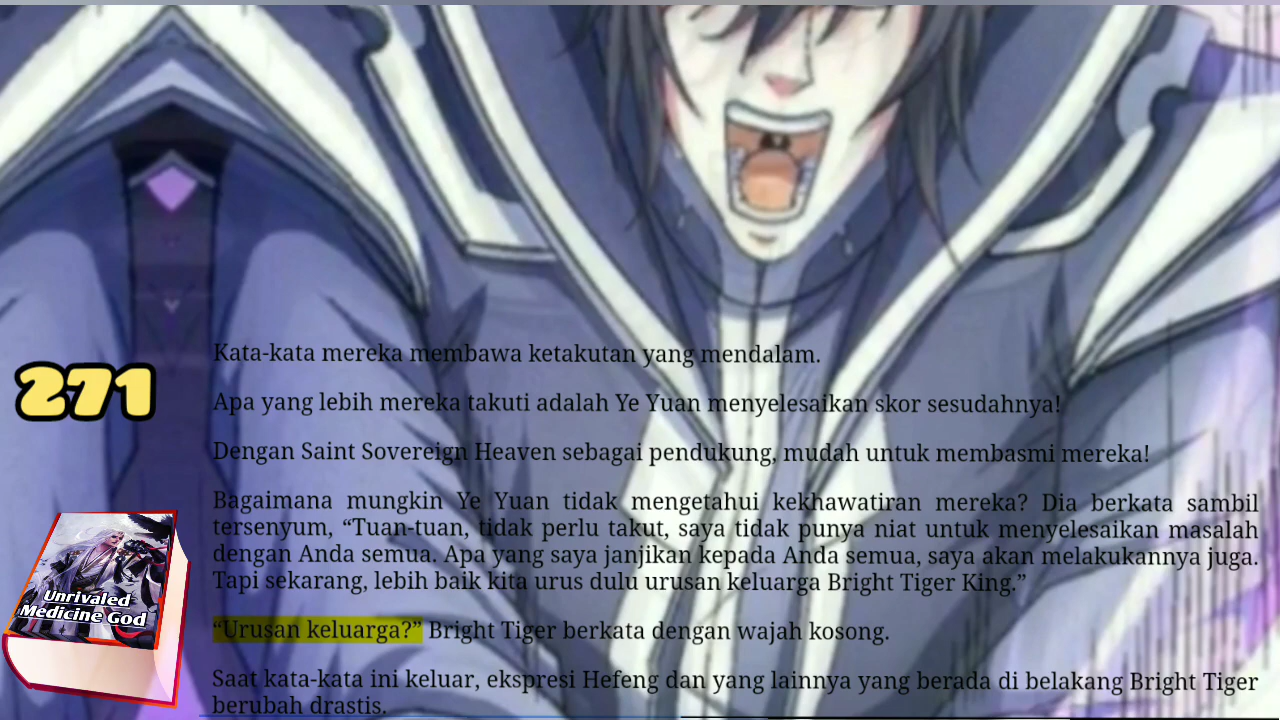 Kata-kata mereka membawa ketakutan yang mendalam.
Apa yang lebih mereka takuti adalah Ye Yuan menyelesaikan skor sesudahnya!
271
Dengan Saint Sovereign Heaven sebagai pendukung, mudah untuk membasmi mereka!
Bagaimana mungkin Ye Yuan tidak mengetahui kekhawatiran mereka? Dia berkata sambil
tersenyum, “Tuan-tuan, tidak perlu takut, saya tidak punya niat untuk menyelesaikan masalah
dengan Anda semua. Apa yang saya janjikan kepada Anda semua, saya akan melakukannya juga.
Tapi sekarang, lebih baik kita urus dulu urusan keluarga Bright Tiger King.”
Unrivaled
Medicine God
“Urusan keluarga?” Bright Tiger berkata dengan wajah kosong.
Saat kata-kata ini keluar, ekspresi Hefeng dan yang lainnya yang berada di belakang Bright Tiger
berubah drastis.